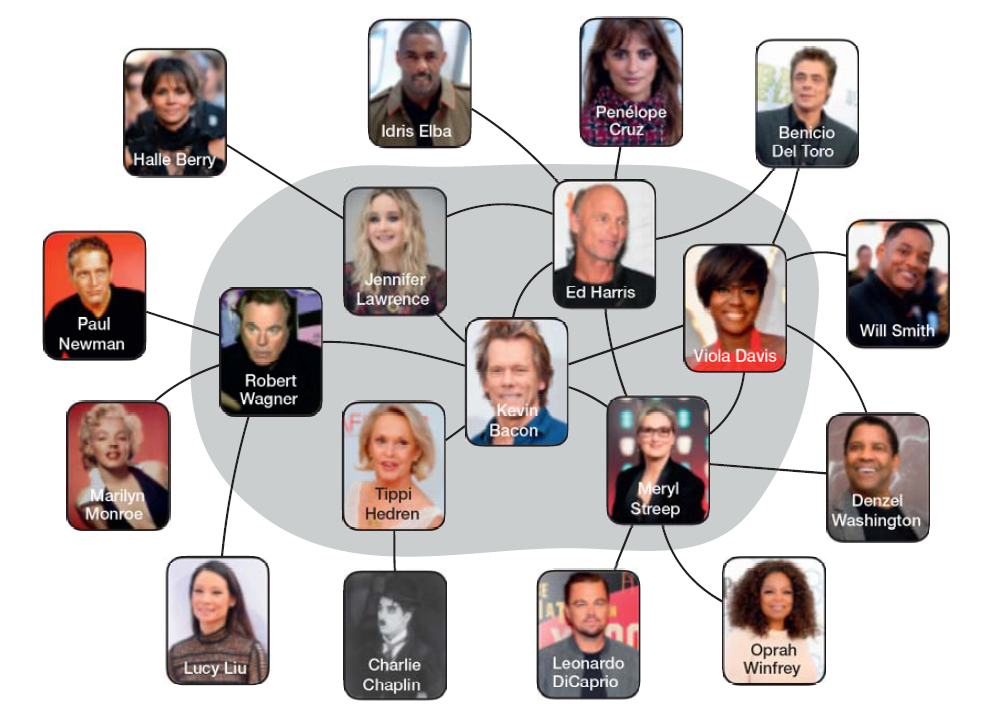 Halle Berry
Idris Elba
Penélope
Cruz
Benicio
Del Toro
Paul
Newman
Robert
Wagner
Jennifer
Lawrence
Ed Harris
Viola Davis
Will Smith
Kevin
Bacon
Marilyn
Monroe
Tippi
Hedren
Meryl
Streep
Denzel
Washington
Lucy Liu
Charlie
Chaplin
Leonardo
DiCaprio
Oprah
Winfrey